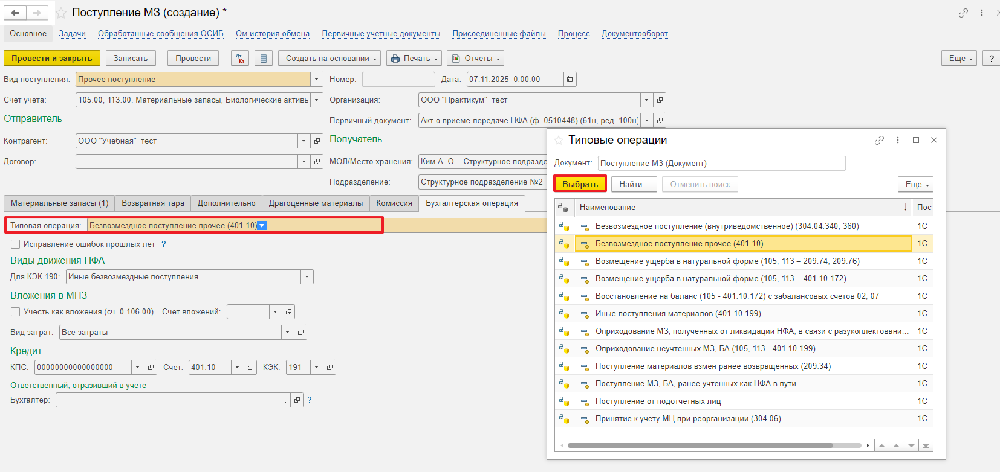 Поступление МЗ (создание) *
Основное Задачи Обработанные сообщения ОСИБ Ом история обмена Первичные учетные документы Присоединенные файлы Процесс Документооборот
Провести и закрыть Записать Провести Дт Кт Создать на основании Печать Отчеты Еще ?
Вид поступления: Прочее поступление Номер: Дата: 07.11.2025 0:00:00
Счет учета: 105.00, 113.00. Материальные запасы, Биологические активы Организация: ООО "Практикум"_тест_
Отправитель
Первичный документ: Акт о приеме-передаче НФА (ф. 0510448) (61н, ред. 100н)
Контрагент: ООО "Учебная"_тест_
Получатель
Договор:
МОЛ/Место хранения: Ким А. О. - Структурное подразде
Подразделение: Структурное подразделение №2
Материальные запасы (1) Возвратная тара Дополнительно Драгоценные материалы Комиссия Бухгалтерская операция
Типовая операция: Безвозмездное поступление прочее (401.10)
Исправление ошибок прошлых лет ?
Виды движения НФА
Для КЭК 190: Иные безвозмездные поступления
Вложения в МПЗ
Учесть как вложения (сч. 0 106 00) Счет вложений:
Вид затрат: Все затраты
Кредит
КПС: 00000000000000000 Счет: 401.10 КЭК: 191
Ответственный, отразивший в учете
Бухгалтер: ... ?
Типовые операции
Документ: Поступление МЗ (Документ)
Выбрать Найти... Отменить поиск Еще
Наименование ↓ Пост
Безвозмездное поступление (внутриведомственное) (304.04.340, 360) 1С
Безвозмездное поступление прочее (401.10) 1С
Возмещение ущерба в натуральной форме (105, 113 – 209.74, 209.76) 1С
Возмещение ущерба в натуральной форме (105, 113 – 401.10.172) 1С
Восстановление на баланс (105 - 401.10.172) с забалансовых счетов 02, 07 1С
Иные поступления материалов (401.10.199) 1С
Оприходование МЗ, полученных от ликвидации НФА, в связи с разукоплектовани... 1С
Оприходование неучтенных МЗ, БА (105, 113 - 401.10.199) 1С
Поступление материалов взмен ранее возвращенных (209.34) 1С
Поступление МЗ, БА, ранее учтенных как НФА в пути 1С
Поступление от подотчетных лиц 1С
Принятие к учету МЦ при реорганизации (304.06) 1С